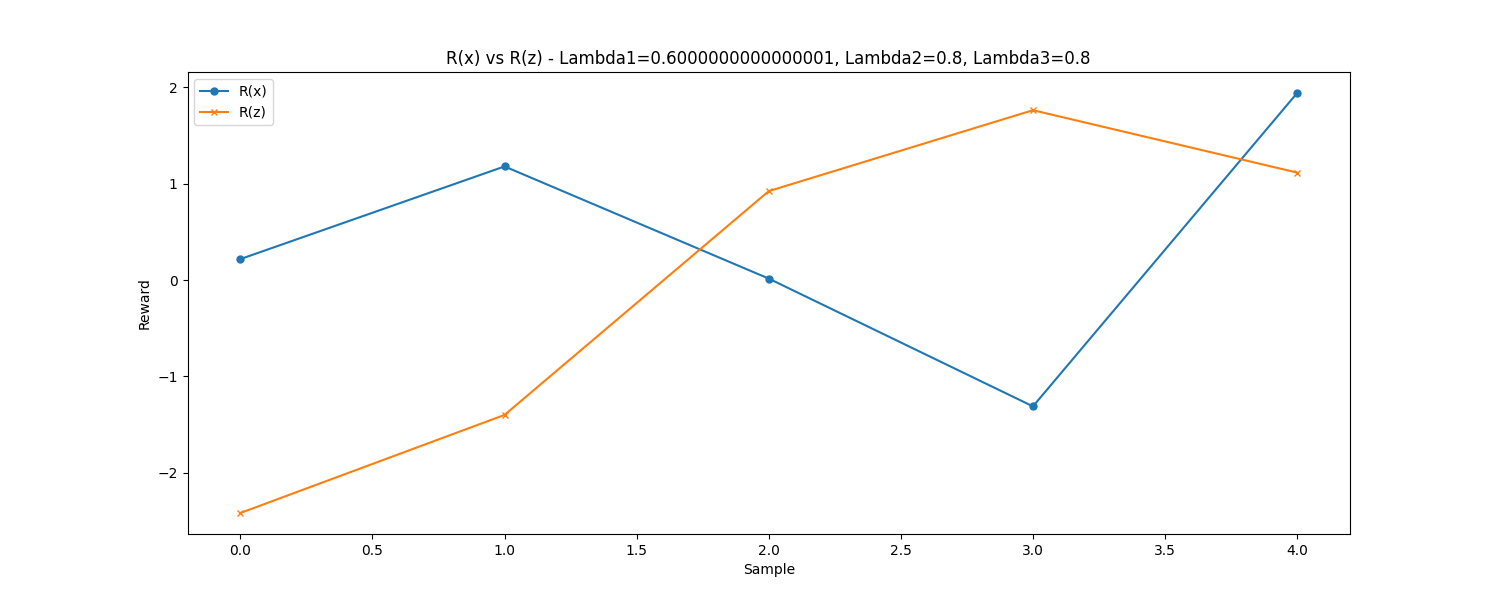 R(x) vs R(z) - Lambda1=0.6000000000000001, Lambda2=0.8, Lambda3=0.8
R(x)
R(z)
2
1
0
−1
−2
Reward
0.0 0.5 1.0 1.5 2.0 2.5 3.0 3.5 4.0
Sample